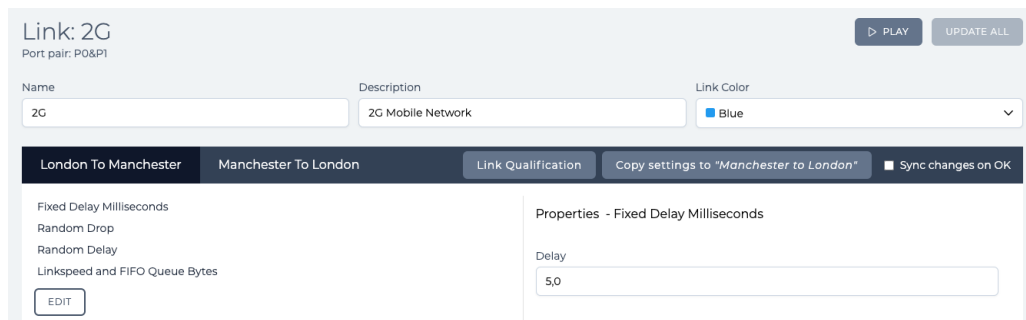 Link: 2G
PLAY
UPDATE ALL
Port pair: P0&P1
Name
Description
Link Color
2G
2G Mobile Network
Blue
London To Manchester
Manchester To London
Link Qualification
Copy settings to "Manchester to London"
Sync changes on OK
Fixed Delay Milliseconds
Random Drop
Random Delay
Linkspeed and FIFO Queue Bytes
EDIT
Properties - Fixed Delay Milliseconds
Delay
5,0